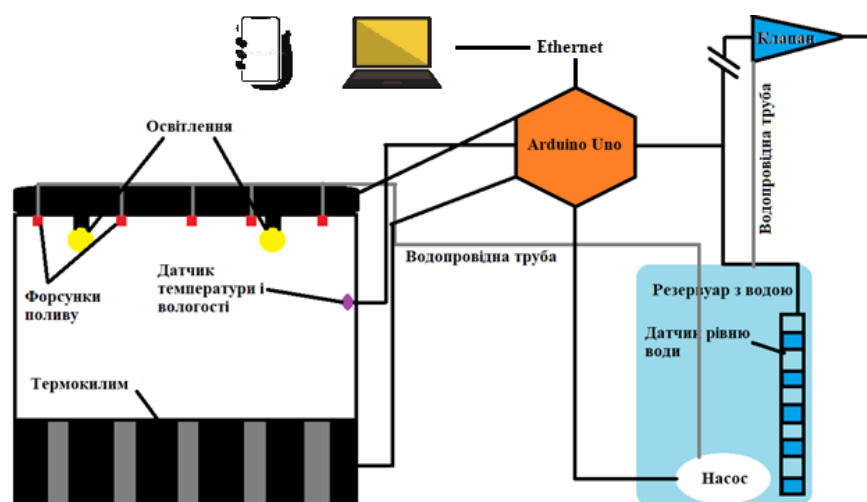 Ethernet
Клапан
Освітлення
Arduino Uno
Водопровідна труба
Водопровідна труба
Датчик
температури і
вологості
Форсунки
поливу
Резервуар з водою
Датчик рівню
води
Термокилим
Насос